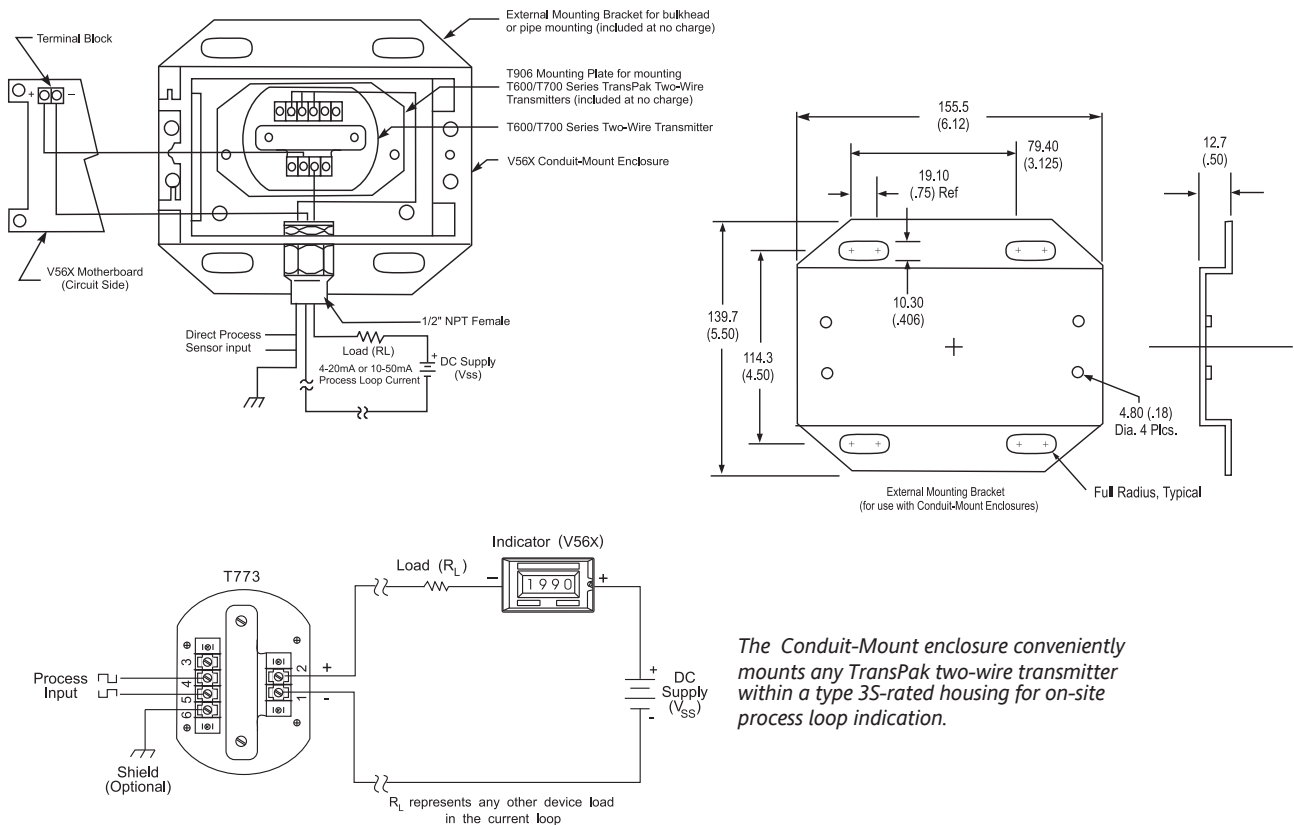 External Mounting Bracket for bulkhead
or pipe mounting (included at no charge)
Terminal Block
+ −
T906 Mounting Plate for mounting
T600/T700 Series TransPak Two-Wire
Transmitters (included at no charge)
T600/T700 Series Two-Wire Transmitter
V56X Conduit-Mount Enclosure
V56X Motherboard
(Circuit Side)
1/2" NPT Female
Direct Process
Sensor input
Load (RL)
4-20mA or 10-50mA
Process Loop Current
+
DC Supply
(Vss)
155.5
(6.12)
79.40
(3.125)
19.10
(.75) Ref
12.7
(.50)
10.30
(.406)
139.7
(5.50)
114.3
(4.50)
4.80 (.18)
Dia. 4 Plcs.
External Mounting Bracket
(for use with Conduit-Mount Enclosures)
Full Radius, Typical
Indicator (V56X)
Load (RL)
−
1990
+
T773
3
4
5
6
2
1
+
-
Process
Input
Shield
(Optional)
+
DC
Supply
(VSS)
-
RL represents any other device load
in the current loop
The Conduit-Mount enclosure conveniently
mounts any TransPak two-wire transmitter
within a type 3S-rated housing for on-site
process loop indication.